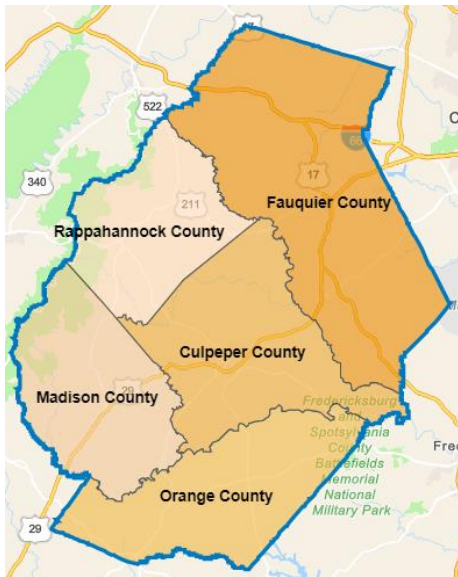 522
340
17
Fauquier County
211
Rappahannock County
66
Culpeper County
29
Madison County
Fredericksburg
and
Spotsylvania
County
Battlefields
Memorial
National
Military Park
Fred
Orange County
29